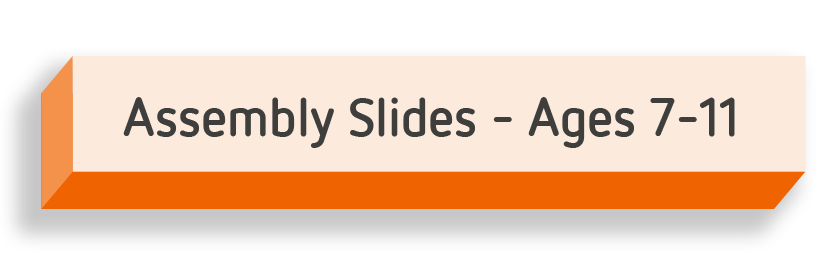 Assembly Slides - Ages 7-11